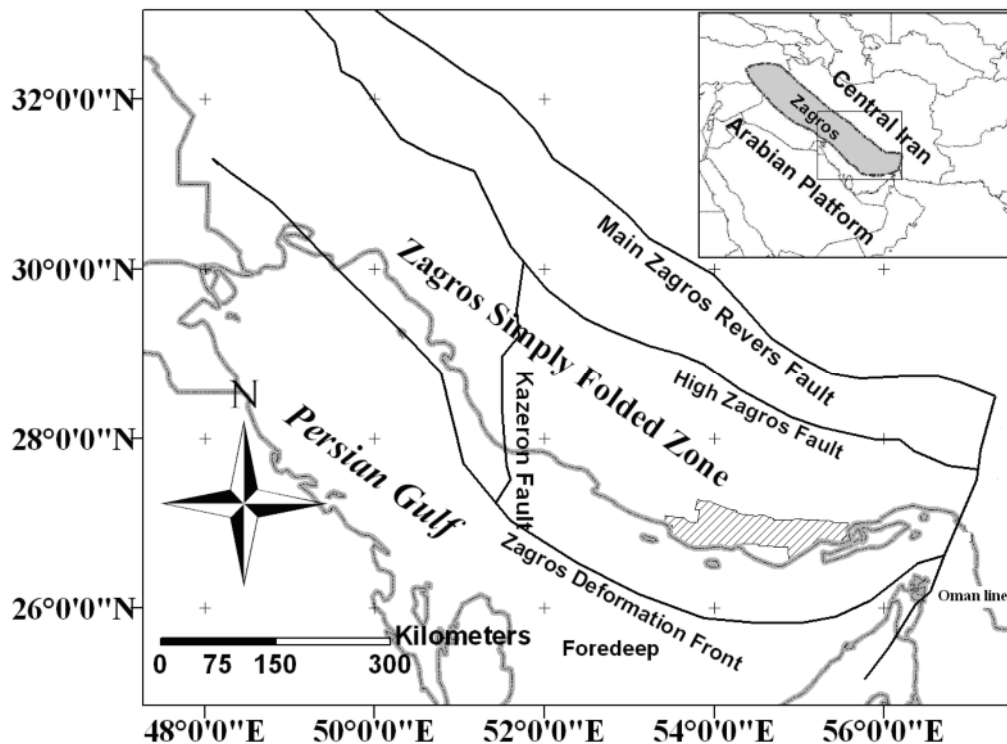 32°0'0"N
30°0'0"N
28°0'0"N
26°0'0"N
Central Iran
Zagros
Arabian Platform
Main Zagros Revers Fault
Zagros Simply Folded Zone
High Zagros Fault
Kazeron Fault
N
Persian Gulf
Zagros Deformation Front
Oman line
Foredeep
Kilometers
0 75 150 300
48°0'0"E 50°0'0"E 52°0'0"E 54°0'0"E 56°0'0"E